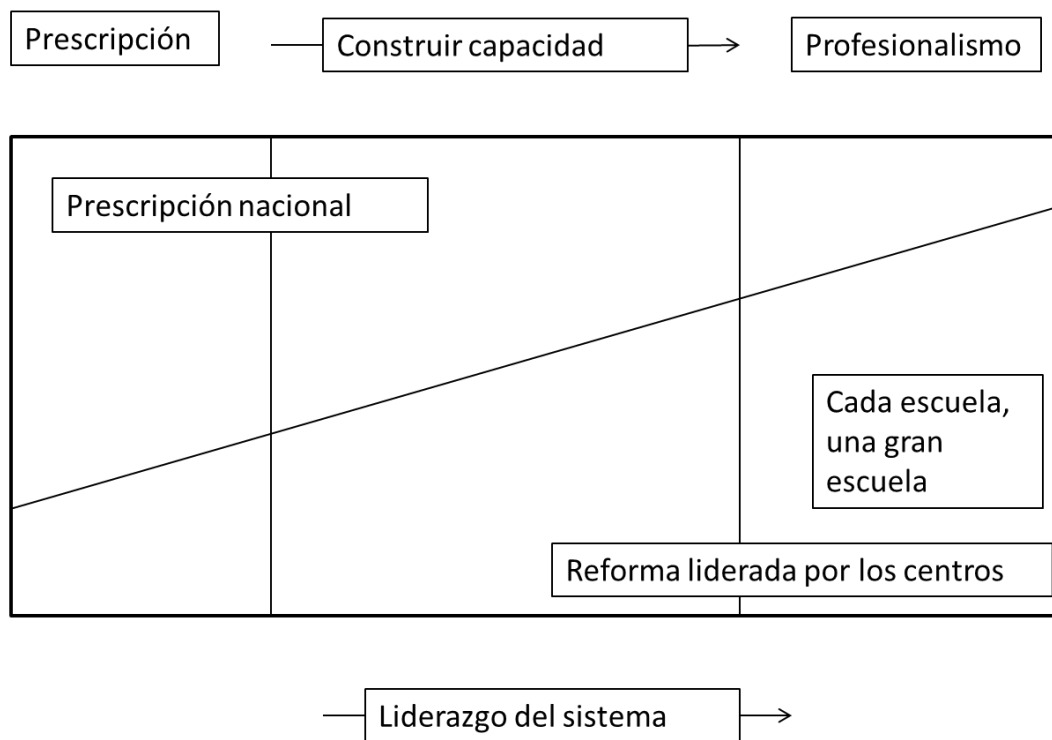 Prescripción
Construir capacidad
Profesionalismo
Prescripción nacional
Cada escuela,
una gran
escuela
Reforma liderada por los centros
Liderazgo del sistema